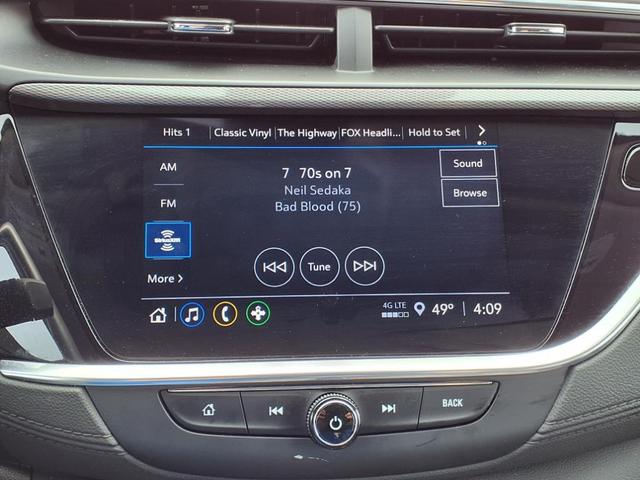 Hits 1 Classic Vinyl The Highway FOX Headli... Hold to Set
AM
7 70s on 7
Sound
Neil Sedaka
Browse
FM
Bad Blood (75)
SiriusXM
Tune
More
4G LTE
49° 4:09
BACK